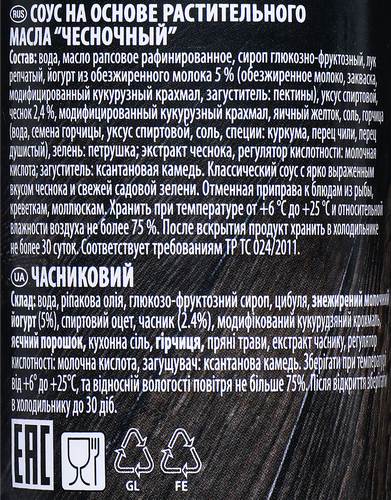 RUS СОУС НА ОСНОВЕ РАСТИТЕЛЬНОГО
МАСЛА "ЧЕСНОЧНЫЙ"
Состав: вода, масло рапсовое рафинированное, сироп глюкозно-фруктозный, лук
репчатый, йогурт из обезжиренного молока 5 % (обезжиренное молоко, закваска,
модифицированный кукурузный крахмал, загуститель: пектины), уксус спиртовой,
чеснок 2,4 %, модифицированный кукурузный крахмал, яичный желток, соль, горчица
(вода, семена горчицы, уксус спиртовой, соль, специи: куркума, перец чили, перец
душистый), зелень: петрушка; экстракт чеснока, регулятор кислотности: молочная
кислота; загуститель: ксантановая камедь. Классический соус с ярко выраженным
вкусом чеснока и свежей садовой зелени. Отменная приправа к блюдам из рыбы,
креветкам, моллюскам. Хранить при температуре от +6 °С до +25 °С и относительной
влажности воздуха не более 75 %. После вскрытия продукт хранить в холодильнике
не более 30 суток. Соответствует требованиям ТР ТС 024/2011.
UA ЧАСНИКОВИЙ
Склад: вода, ріпакова олія, глюкозо-фруктозний сироп, цибуля, знежирений
йогурт (5%), спиртовий оцет, часник (2.4%), модифікований кукурудзяний крохмаль,
яєчний порошок, кухонна сіль, гірчиця, пряні трави, екстракт часнику, регулятор
кислотності: молочна кислота, загущувач: ксантанова камедь. Зберігати при
від +6° до +25°С, та відносній вологості повітря не більше 75%. Після відкриття
в холодильнику до 30 діб.
EAC
GL
FE